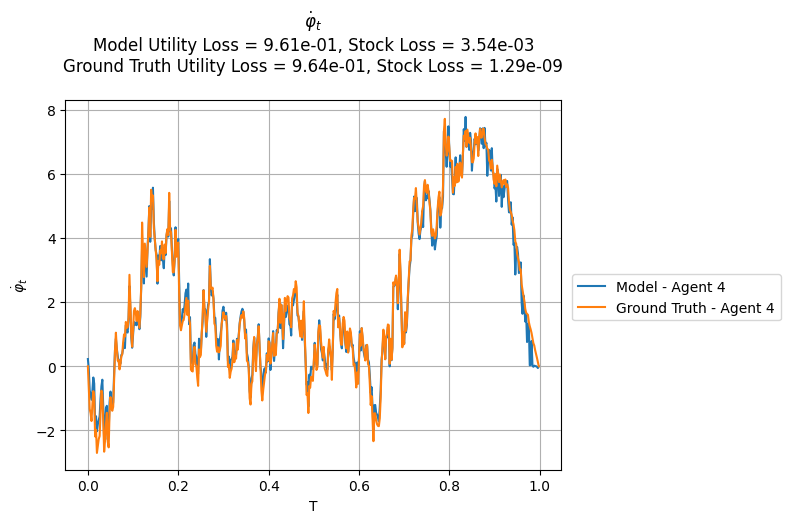 φ̇ₜ
Model Utility Loss = 9.61e-01, Stock Loss = 3.54e-03
Ground Truth Utility Loss = 9.64e-01, Stock Loss = 1.29e-09
φ̇ₜ
8
6
4
2
0
−2
0.0 0.2 0.4 0.6 0.8 1.0
T
Model - Agent 4
Ground Truth - Agent 4